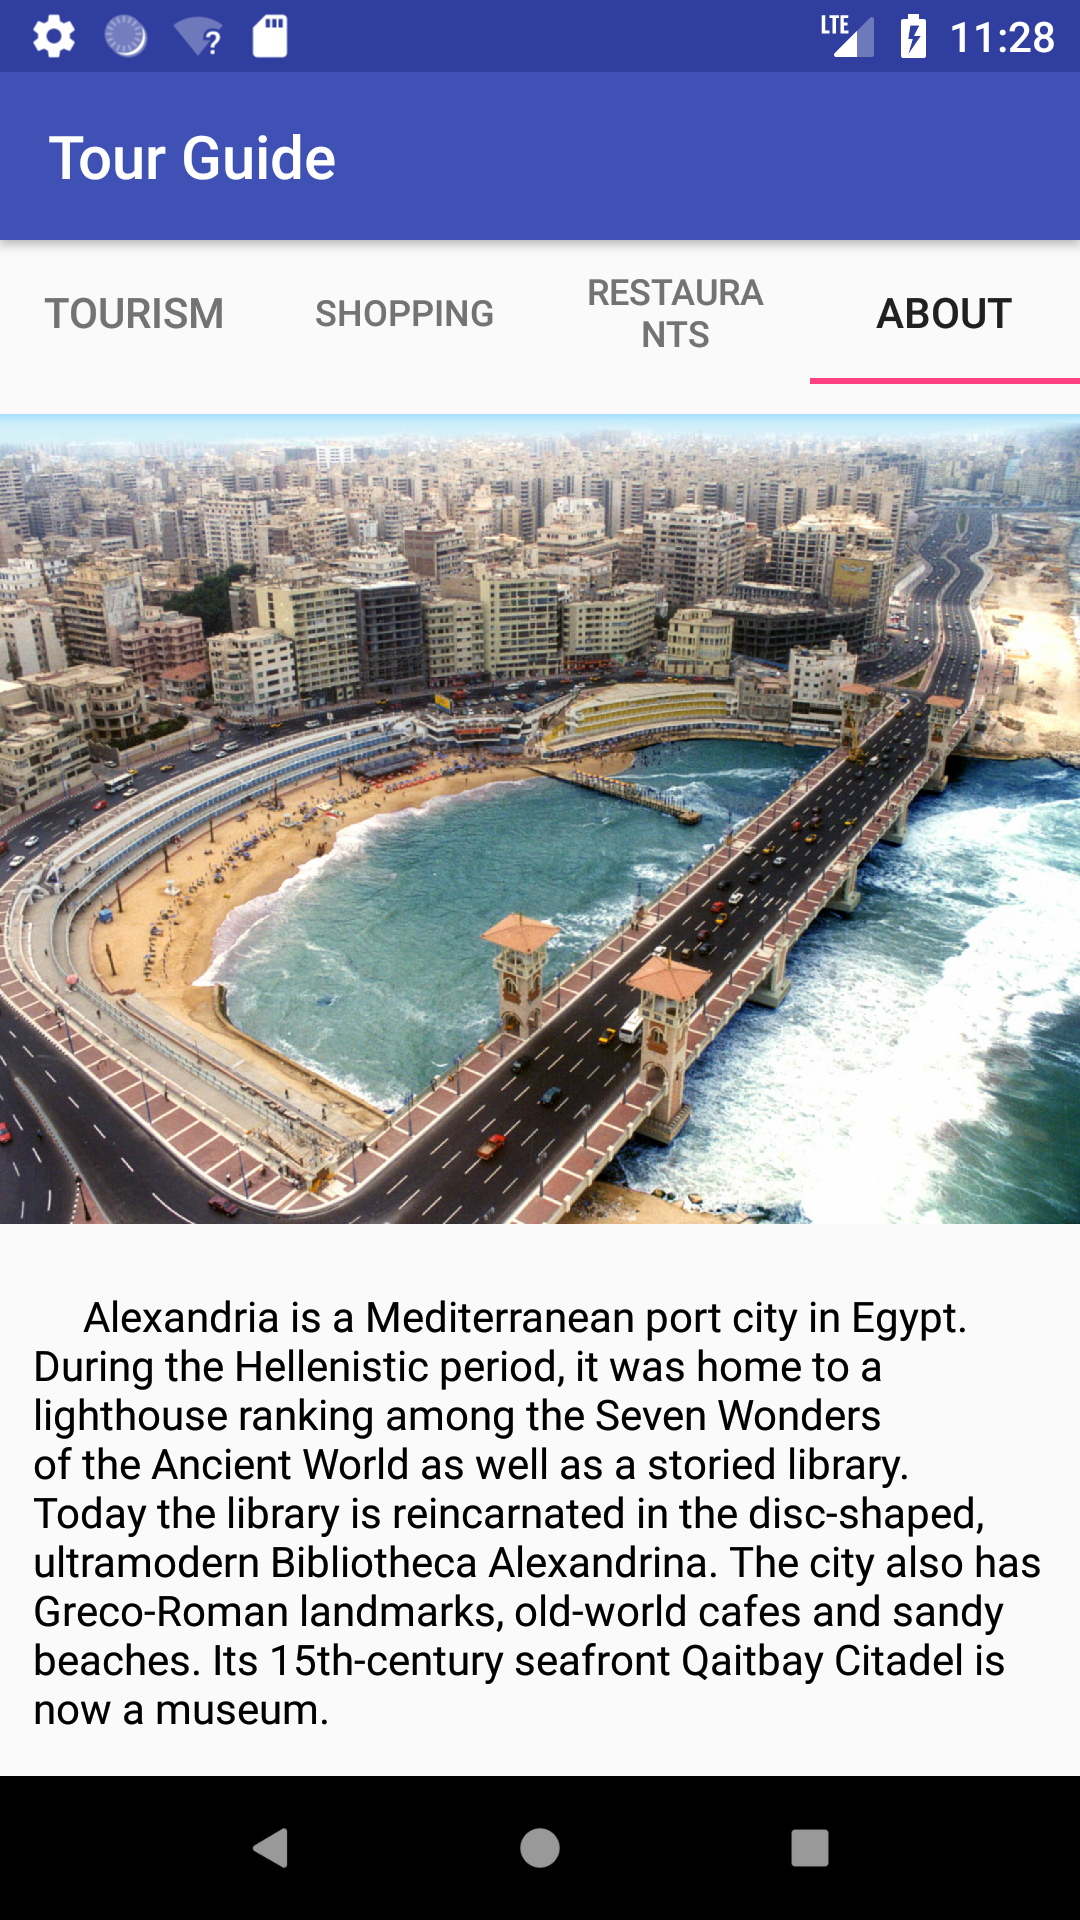 LTE 11:28
Tour Guide
TOURISM
SHOPPING
RESTAURA
NTS
ABOUT
Alexandria is a Mediterranean port city in Egypt.
During the Hellenistic period, it was home to a
lighthouse ranking among the Seven Wonders
of the Ancient World as well as a storied library.
Today the library is reincarnated in the disc-shaped,
ultramodern Bibliotheca Alexandrina. The city also has
Greco-Roman landmarks, old-world cafes and sandy
beaches. Its 15th-century seafront Qaitbay Citadel is
now a museum.